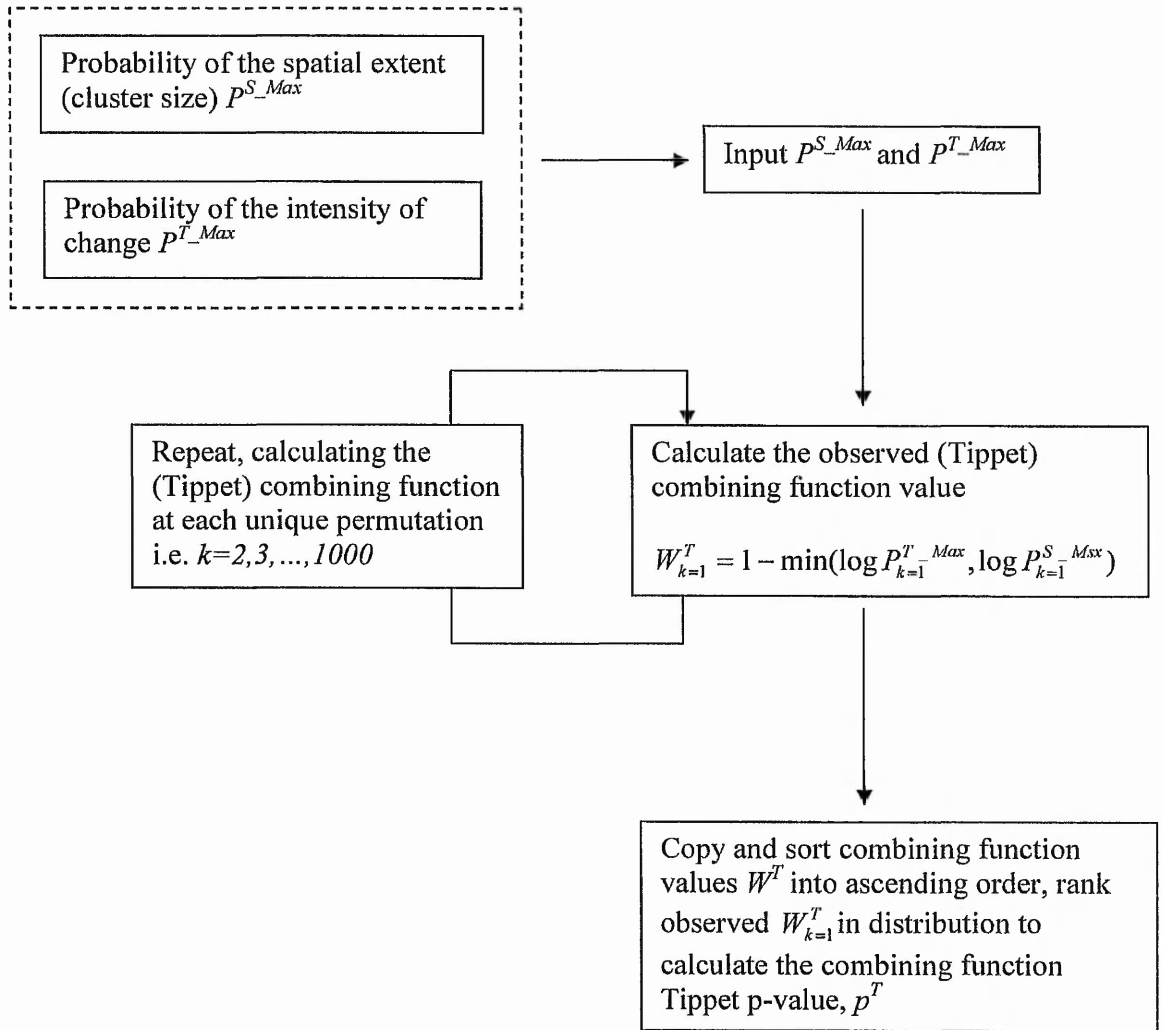 Probability of the spatial extent
(cluster size) P^{S_Max}
Probability of the intensity of
change P^{T_Max}
Input P^{S_Max} and P^{T_Max}
Repeat, calculating the
(Tippet) combining function
at each unique permutation
i.e. k=2,3,...,1000
Calculate the observed (Tippet)
combining function value
W^T_{k=1} = 1 − min(log P^{T_Max}_{k=1}, log P^{S_Msx}_{k=1})
Copy and sort combining function
values W^T into ascending order, rank
observed W^T_{k=1} in distribution to
calculate the combining function
Tippet p-value, p^T